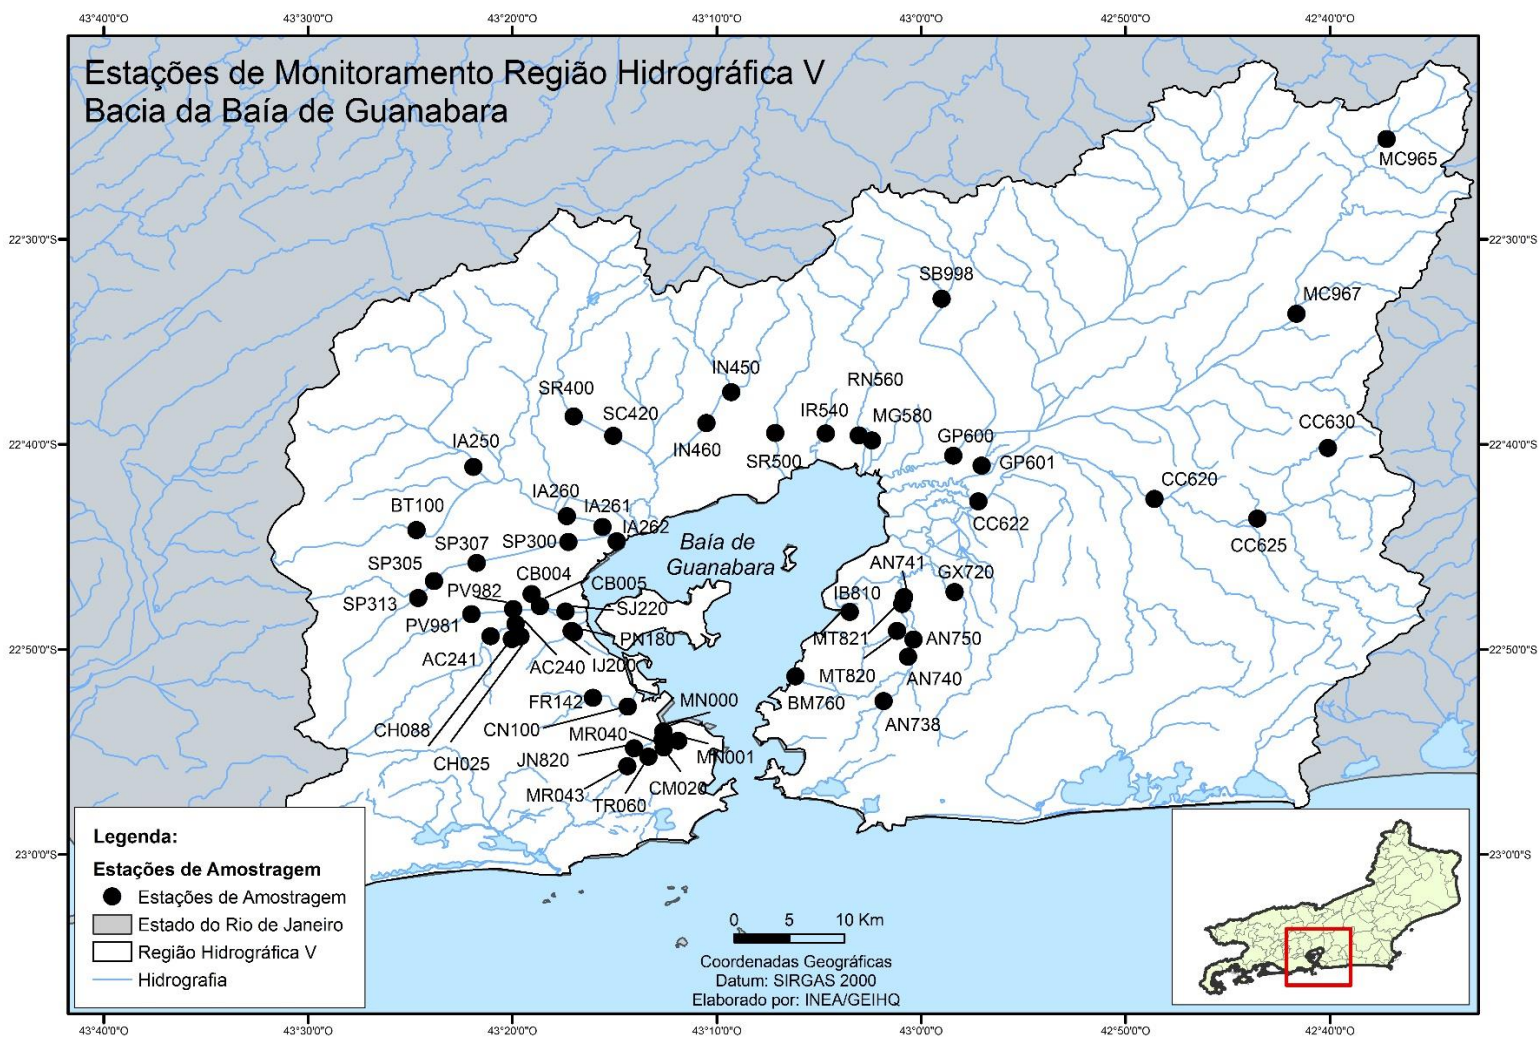 43°40'0"O 43°30'0"O 43°20'0"O 43°10'0"O 43°0'0"O 42°50'0"O 42°40'0"O
Estações de Monitoramento Região Hidrográfica V
Bacia da Baía de Guanabara
MC965
22°30'0"S 22°30'0"S
SB998
MC967
IN450
RN560
SR400
IR540
MG580
SC420
CC630
IA250
IN460
GP600
22°40'0"S 22°40'0"S
SR500
GP601
CC620
IA260
IA261
BT100
IA262
CC622
SP307
SP300
Baía de
Guanabara
CC625
SP305
AN741
GX720
CB004
CB005
PV982
IB810
SP313
SJ220
PV981
PN180
MT821
AN750
22°50'0"S 22°50'0"S
AC241
AC240
IJ200
MT820
AN740
FR142
MN000
BM760
AN738
CH088
CN100
MR040
CH025
JN820
MN001
MR043
CM020
TR060
Legenda:
23°0'0"S 23°0'0"S
Estações de Amostragem
Estações de Amostragem
Estado do Rio de Janeiro
Região Hidrográfica V
Hidrografia
0 5 10 Km
Coordenadas Geográficas
Datum: SIRGAS 2000
Elaborado por: INEA/GEIHQ
43°40'0"O 43°30'0"O 43°20'0"O 43°10'0"O 43°0'0"O 42°50'0"O 42°40'0"O